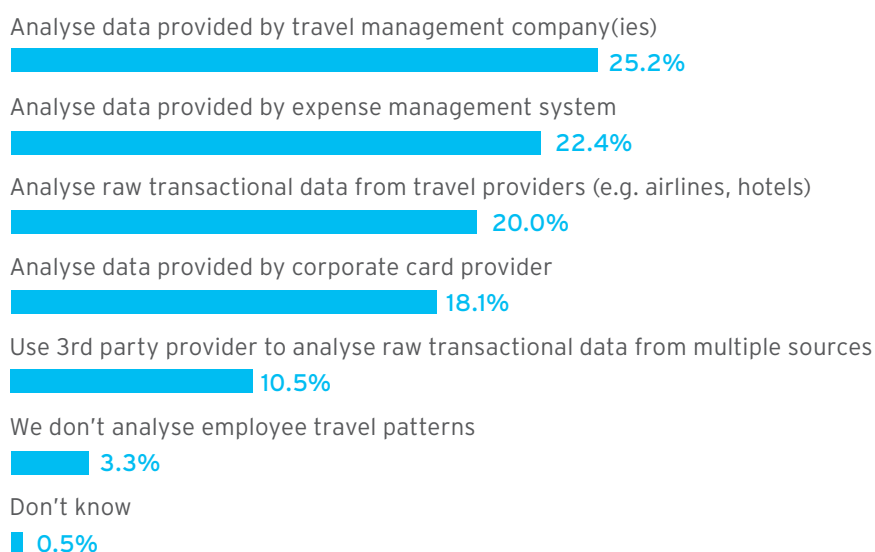 Analyse data provided by travel management company(ies)
25.2%
Analyse data provided by expense management system
22.4%
Analyse raw transactional data from travel providers (e.g. airlines, hotels)
20.0%
Analyse data provided by corporate card provider
18.1%
Use 3rd party provider to analyse raw transactional data from multiple sources
10.5%
We don’t analyse employee travel patterns
3.3%
Don’t know
0.5%